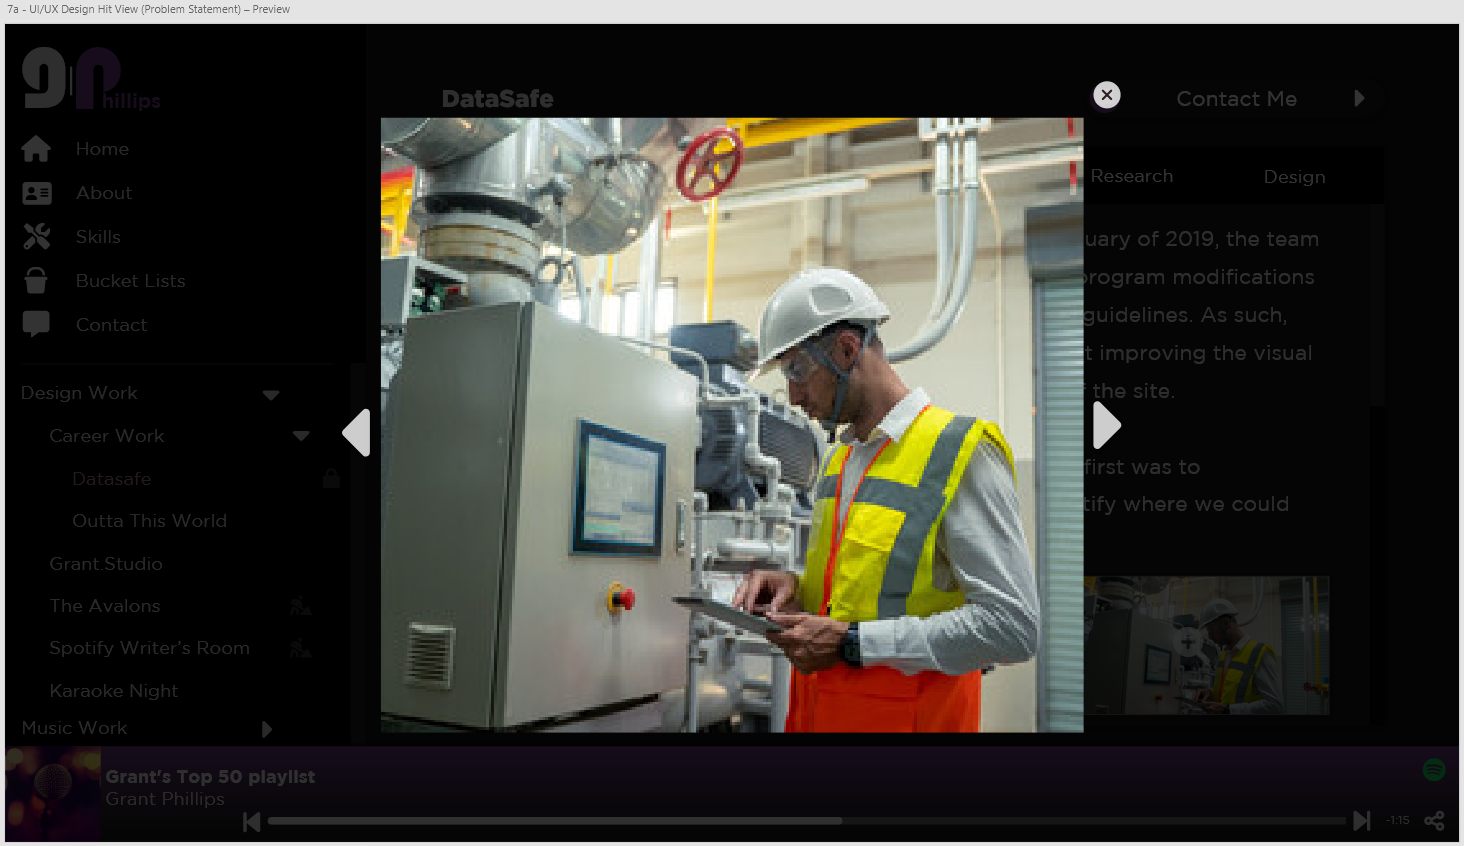 7a - UI/UX Design Hit View (Problem Statement) – Preview
gphillips
DataSafe
Contact Me
Home
About
Skills
Bucket Lists
Contact
Research
Design
uary of 2019, the team
program modifications
guidelines. As such,
t improving the visual
f the site.
first was to
tify where we could
Design Work
Career Work
Datasafe
Outta This World
Grant.Studio
The Avalons
Spotify Writer's Room
Karaoke Night
Music Work
Grant's Top 50 playlist
Grant Phillips
-1:15